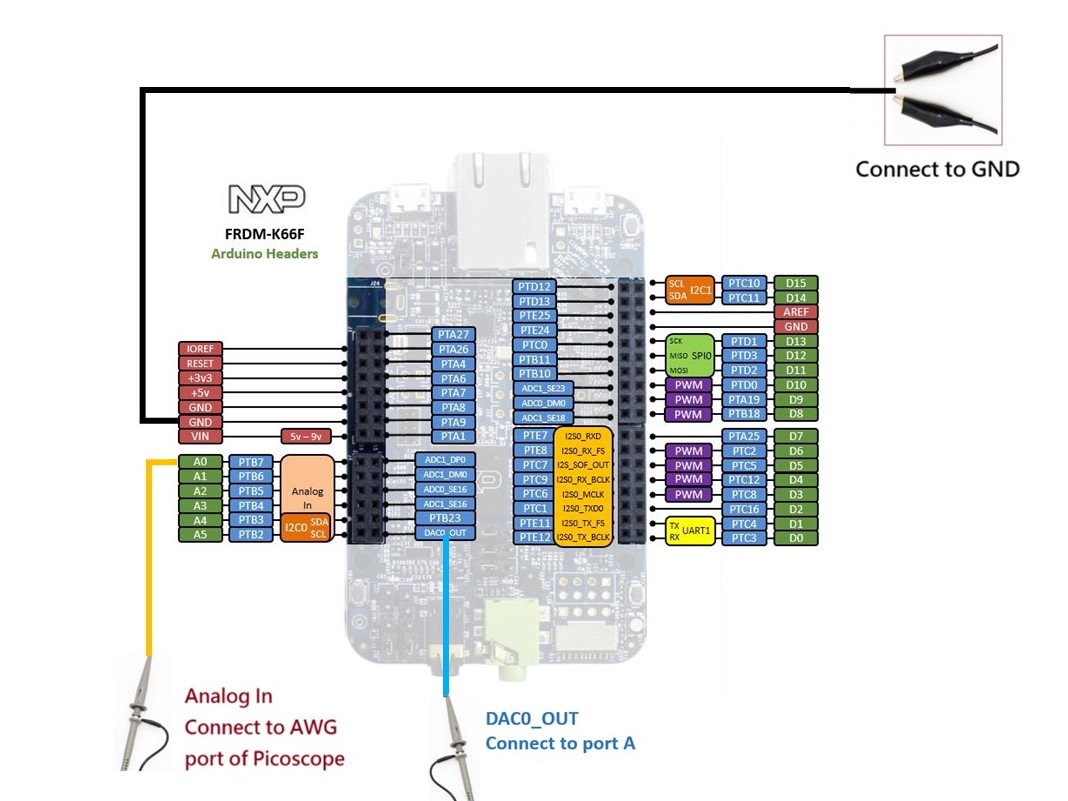 Connect to GND
NXP
FRDM-K66F
Arduino Headers
J24
IOREF
RESET
+3v3
+5v
GND
GND
VIN
5v – 9v
PTA27
PTA26
PTA4
PTA6
PTA7
PTA8
PTA9
PTA1
A0 PTB7
A1 PTB6
A2 PTB5
A3 PTB4
A4 PTB3
A5 PTB2
Analog
In
I2C0 SDA
SCL
ADC1_DP0
ADC1_DM0
ADC0_SE16
ADC1_SE16
PTB23
DAC0_OUT
PTD12
PTD13
PTE25
PTE24
PTC0
PTB11
PTB10
ADC1_SE23
ADC0_DM0
ADC1_SE18
PTE7 I2S0_RXD
PTE8 I2S0_RX_FS
PTC7 I2S_SOF_OUT
PTC9 I2S0_RX_BCLK
PTC6 I2S0_MCLK
PTC1 I2S0_TXD0
PTE11 I2S0_TX_FS
PTE12 I2S0_TX_BCLK
SCL
SDA
I2C1
PTC10 D15
PTC11 D14
AREF
GND
SCK
MISO SPI0
MOSI
PTD1 D13
PTD3 D12
PTD2 D11
PWM PTD0 D10
PWM PTA19 D9
PWM PTB18 D8
PTA25 D7
PWM PTC2 D6
PWM PTC5 D5
PWM PTC12 D4
PWM PTC8 D3
PTC16 D2
TX
RX
UART1
PTC4 D1
PTC3 D0
Analog In
Connect to AWG
port of Picoscope
DAC0_OUT
Connect to port A